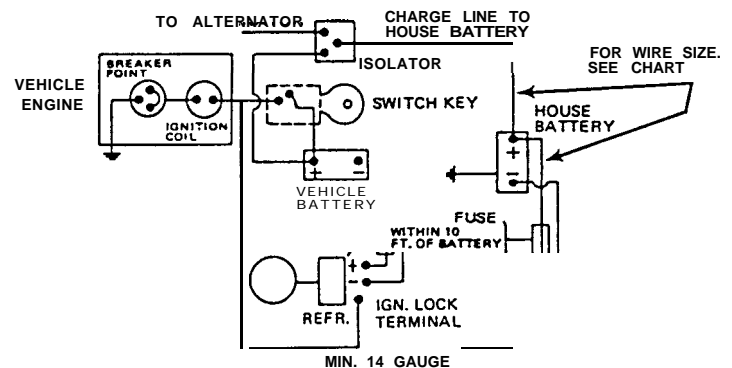 TO ALTERNATOR
CHARGE LINE TO
HOUSE BATTERY
ISOLATOR
FOR WIRE SIZE.
SEE CHART
BREAKER
POINT
VEHICLE
ENGINE
IGNITION
COIL
SWITCH KEY
HOUSE
BATTERY
+ −
VEHICLE
BATTERY
+
−
FUSE
WITHIN 10
FT. OF BATTERY
+
−
REFR.
IGN. LOCK
TERMINAL
MIN. 14 GAUGE